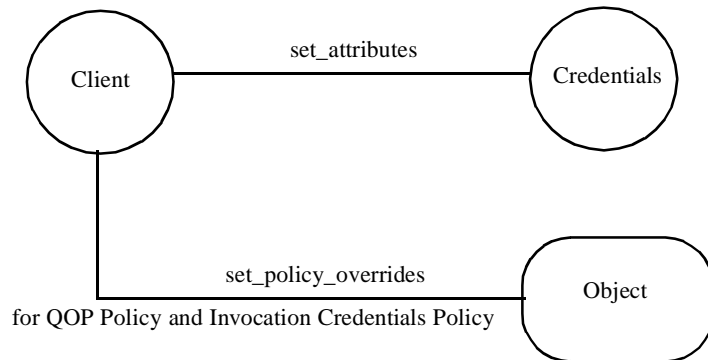 set_attributes
Client
Credentials
set_policy_overrides
Object
for QOP Policy and Invocation Credentials Policy